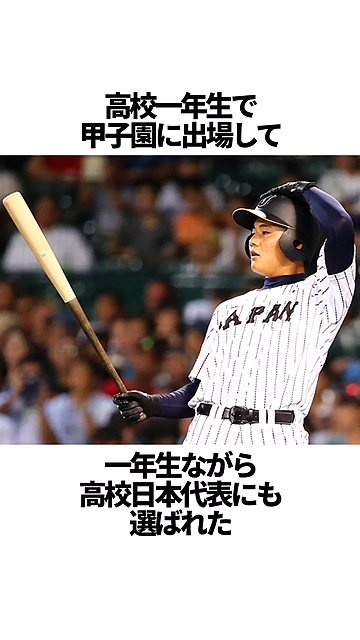 高校一年生で
甲子園に出場して
JAPAN
一年生ながら
高校日本代表にも
選ばれた